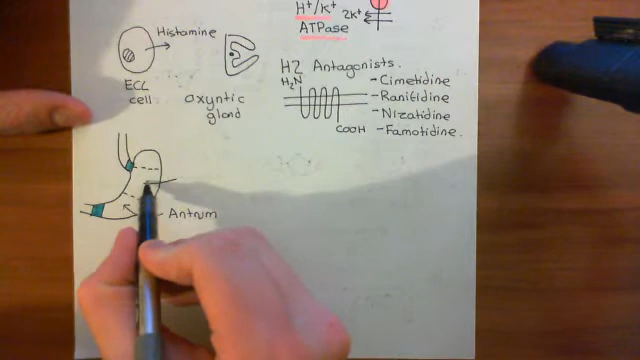 H⁺/K⁺
ATPase
2K⁺
Histamine
ECL
cell
oxyntic
gland
H2 Antagonists.
H₂N
COOH
- Cimetidine
- Ranitidine
- Nizatidine
- Famotidine.
Antrum